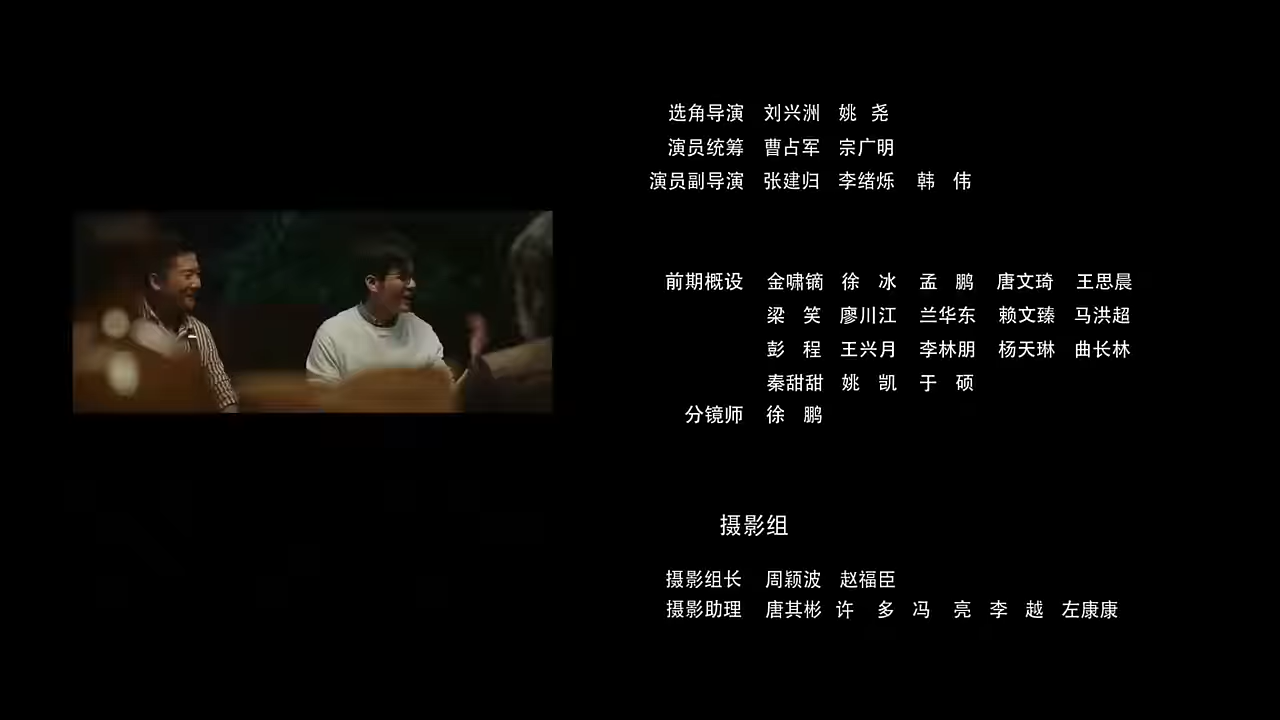 选角导演 刘兴洲 姚 尧
演员统筹 曹占军 宗广明
演员副导演 张建归 李绪烁 韩 伟
前期概设 金啸镝 徐 冰 孟 鹏 唐文琦 王思晨
梁 笑 廖川江 兰华东 赖文臻 马洪超
彭 程 王兴月 李林朋 杨天琳 曲长林
秦甜甜 姚 凯 于 硕
分镜师 徐 鹏
摄影组
摄影组长 周颖波 赵福臣
摄影助理 唐其彬 许 多 冯 亮 李 越 左康康